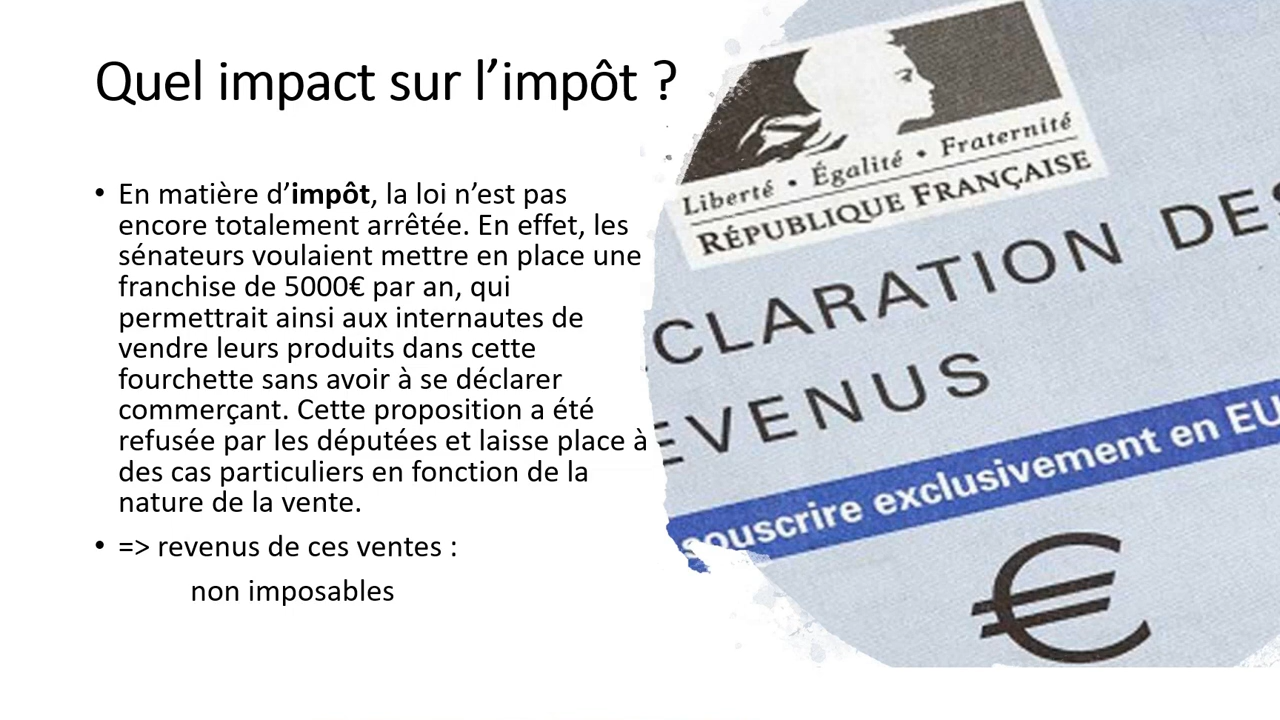 Quel impact sur l’impôt ?
• En matière d’impôt, la loi n’est pas
encore totalement arrêtée. En effet, les
sénateurs voulaient mettre en place une
franchise de 5000€ par an, qui
permettrait ainsi aux internautes de
vendre leurs produits dans cette
fourchette sans avoir à se déclarer
commerçant. Cette proposition a été
refusée par les députées et laisse place à
des cas particuliers en fonction de la
nature de la vente.
• => revenus de ces ventes :
non imposables
Liberté • Égalité • Fraternité
RÉPUBLIQUE FRANÇAISE
CLARATION DES
EVENUS
souscrire exclusivement en EU
€